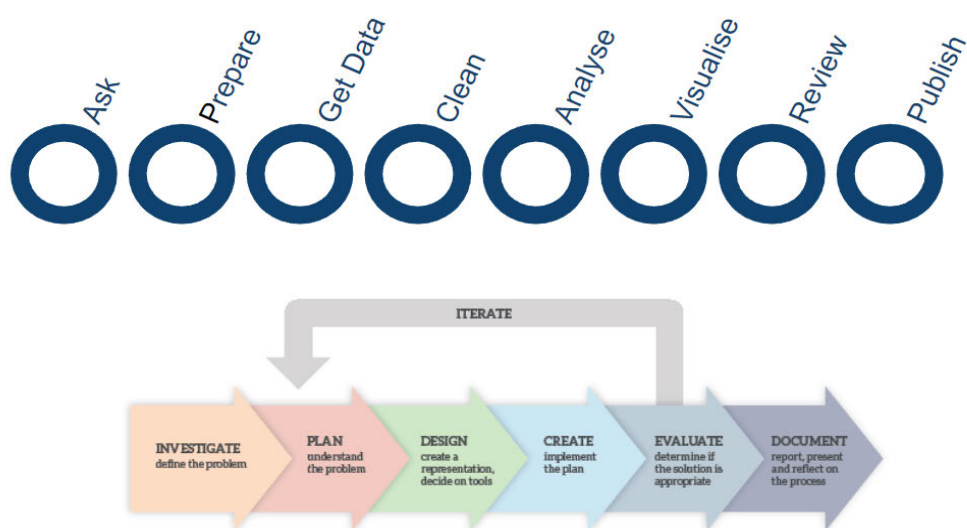 Ask
Prepare
Get Data
Clean
Analyse
Visualise
Review
Publish
ITERATE
INVESTIGATE
define the problem
PLAN
understand
the problem
DESIGN
create a
representation,
decide on tools
CREATE
implement
the plan
EVALUATE
determine if
the solution is
appropriate
DOCUMENT
report, present
and reflect on
the process